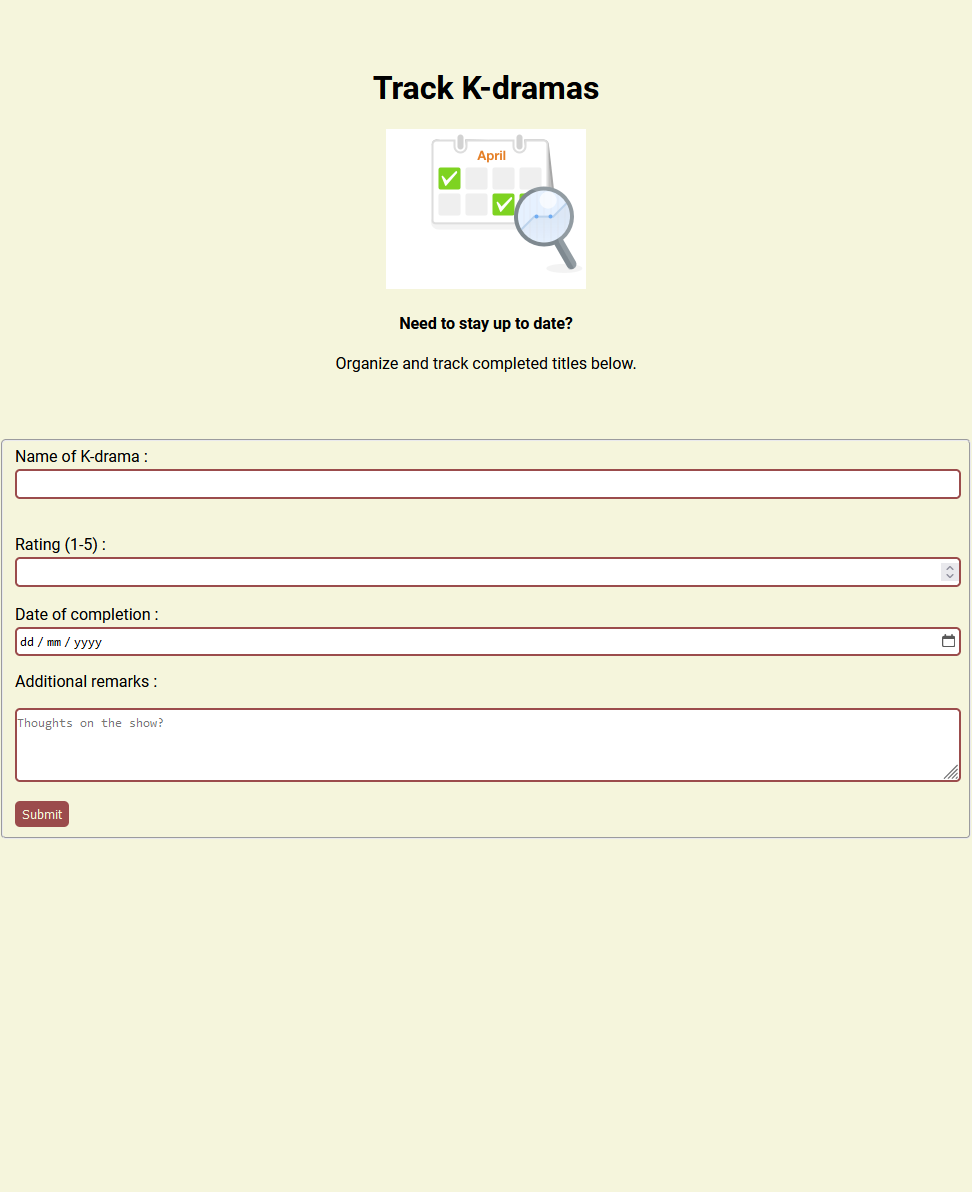 Track K-dramas
April
Need to stay up to date?
Organize and track completed titles below.
Name of K-drama :
Rating (1-5) :
Date of completion :
dd / mm / yyyy
Additional remarks :
Thoughts on the show?
Submit